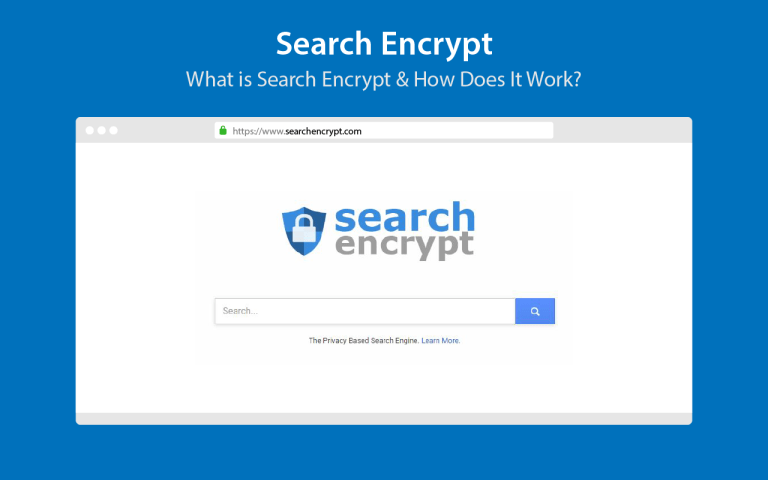 Search Encrypt
What is Search Encrypt & How Does It Work?
https://www.searchencrypt.com
search
encrypt
Search...
The Privacy Based Search Engine. Learn More.